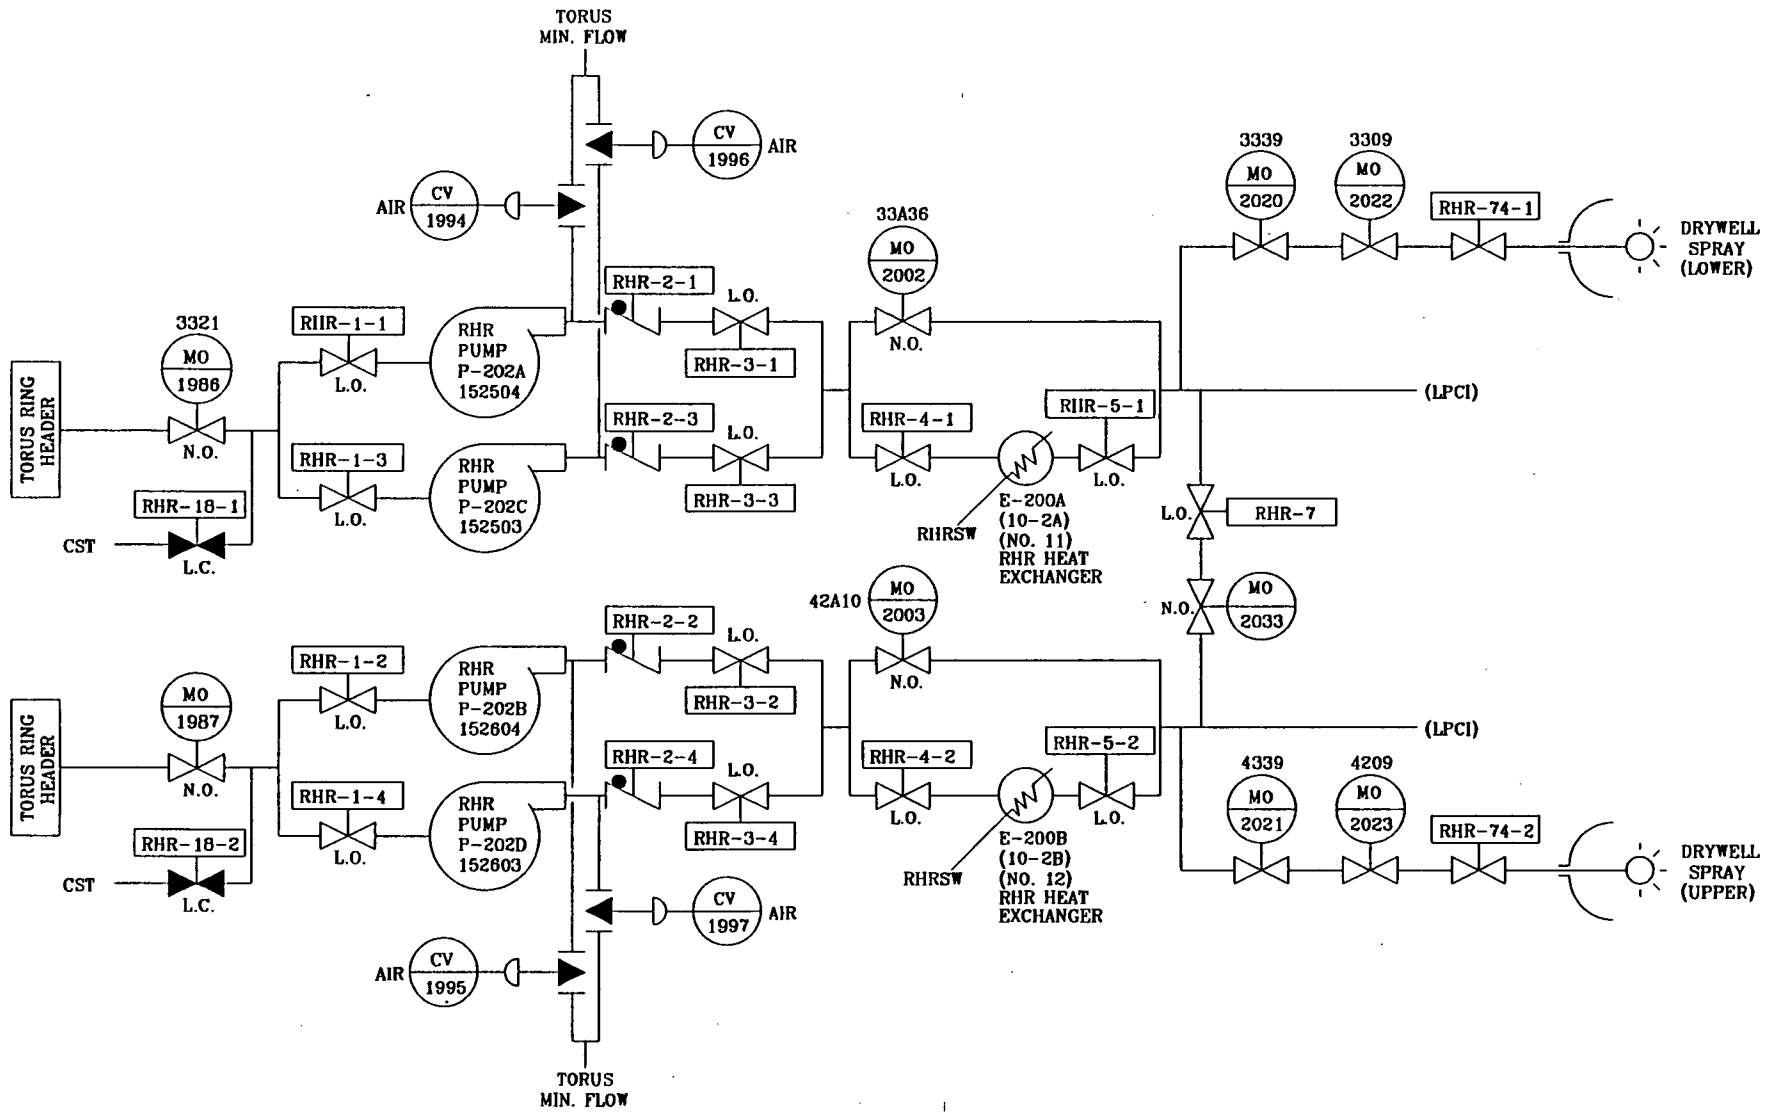 TORUS
MIN. FLOW
CV
1996
AIR
AIR
CV
1994
3339
MO
2020
3309
MO
2022
RHR-74-1
DRYWELL
SPRAY
(LOWER)
33A36
MO
2002
N.O.
RHR-2-1
L.O.
RHR-3-1
3321
MO
1986
N.O.
RHR-1-1
L.O.
RHR
PUMP
P-202A
152504
TORUS RING
HEADER
RHR-2-3
L.O.
RHR-3-3
RHR-4-1
L.O.
RHR-5-1
L.O.
(LPCI)
RHR-1-3
L.O.
RHR
PUMP
P-202C
152503
RHR-18-1
CST
L.C.
RHRSW
E-200A
(10-2A)
(NO. 11)
RHR HEAT
EXCHANGER
L.O.
RHR-7
N.O.
MO
2033
42A10
MO
2003
N.O.
RHR-2-2
L.O.
RHR-3-2
RHR-1-2
L.O.
RHR
PUMP
P-202B
152604
MO
1987
N.O.
TORUS RING
HEADER
RHR-2-4
L.O.
RHR-3-4
RHR-4-2
L.O.
RHR-5-2
L.O.
(LPCI)
RHR-1-4
L.O.
RHR
PUMP
P-202D
152603
RHR-18-2
CST
L.C.
RHRSW
E-200B
(10-2B)
(NO. 12)
RHR HEAT
EXCHANGER
4339
MO
2021
4209
MO
2023
RHR-74-2
DRYWELL
SPRAY
(UPPER)
CV
1997
AIR
AIR
CV
1995
TORUS
MIN. FLOW